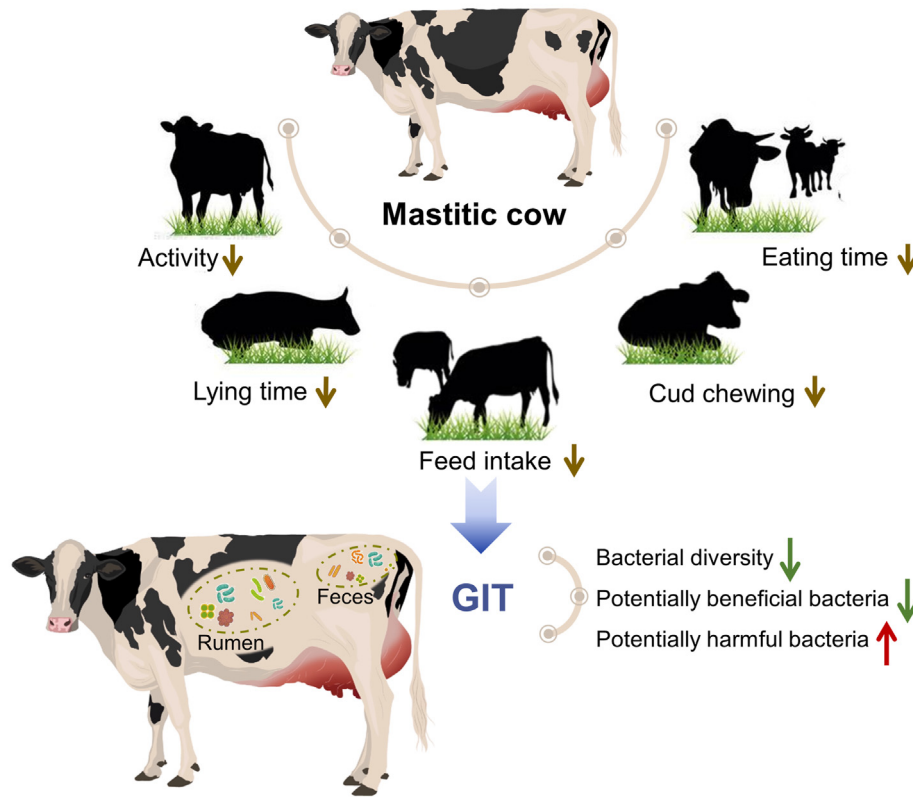 Mastitic cow
Activity
Eating time
Lying time
Cud chewing
Feed intake
GIT
Bacterial diversity
Potentially beneficial bacteria
Potentially harmful bacteria
Feces
Rumen